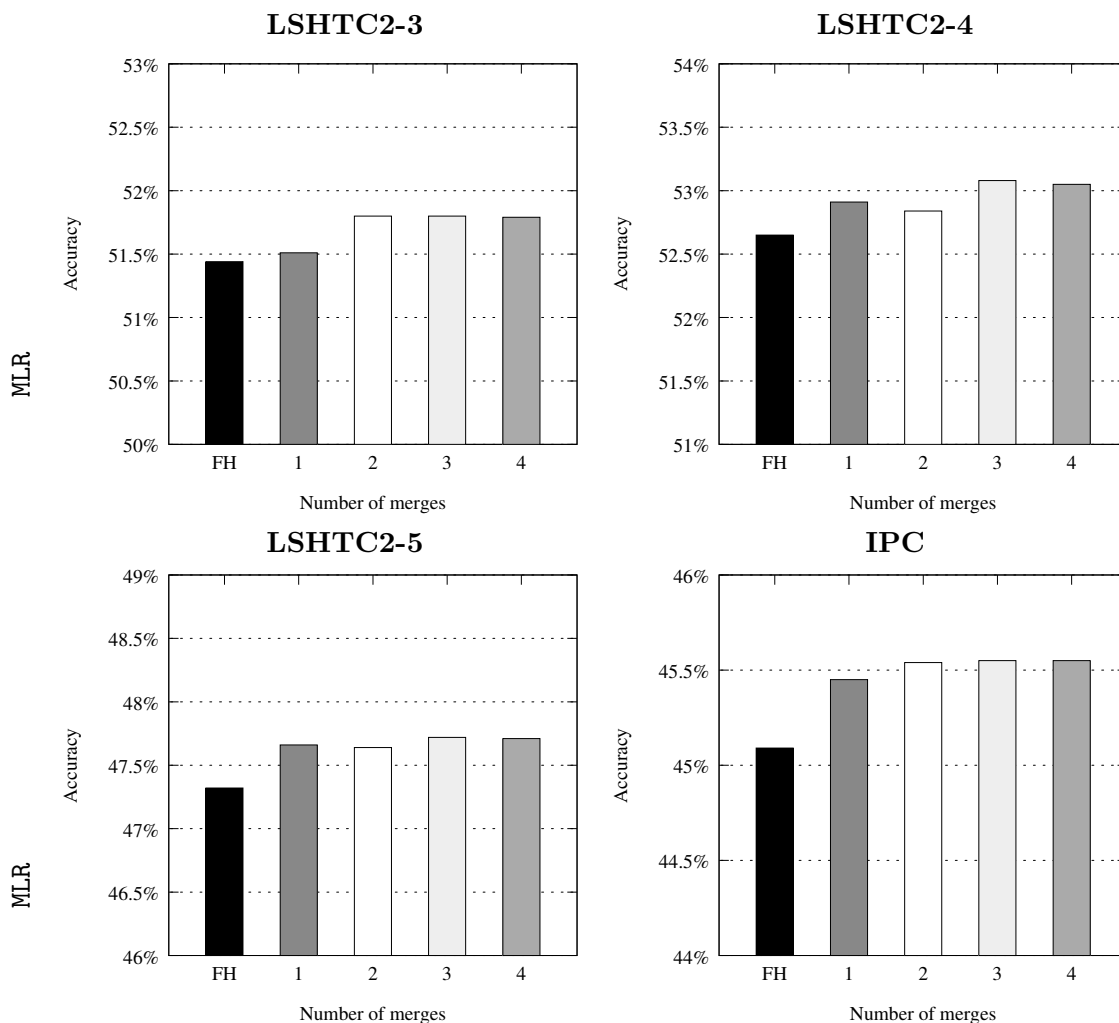 LSHTC2-3
53%
52.5%
52%
51.5%
51%
50.5%
50%
Accuracy
MLR
FH 1 2 3 4
Number of merges
LSHTC2-4
54%
53.5%
53%
52.5%
52%
51.5%
51%
Accuracy
FH 1 2 3 4
Number of merges
LSHTC2-5
49%
48.5%
48%
47.5%
47%
46.5%
46%
Accuracy
MLR
FH 1 2 3 4
Number of merges
IPC
46%
45.5%
45%
44.5%
44%
Accuracy
FH 1 2 3 4
Number of merges